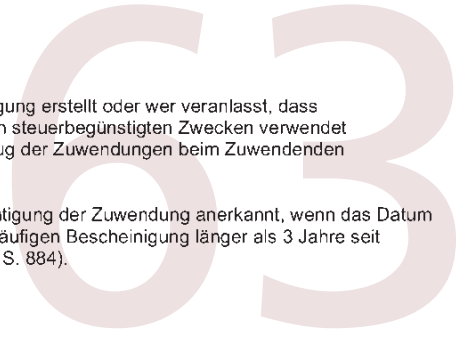 63
gung erstellt oder wer veranlasst, dass
n steuerbegünstigten Zwecken verwendet
ug der Zuwendungen beim Zuwendenden
tigung der Zuwendung anerkannt, wenn das Datum
äufigen Bescheinigung länger als 3 Jahre seit
S. 884).